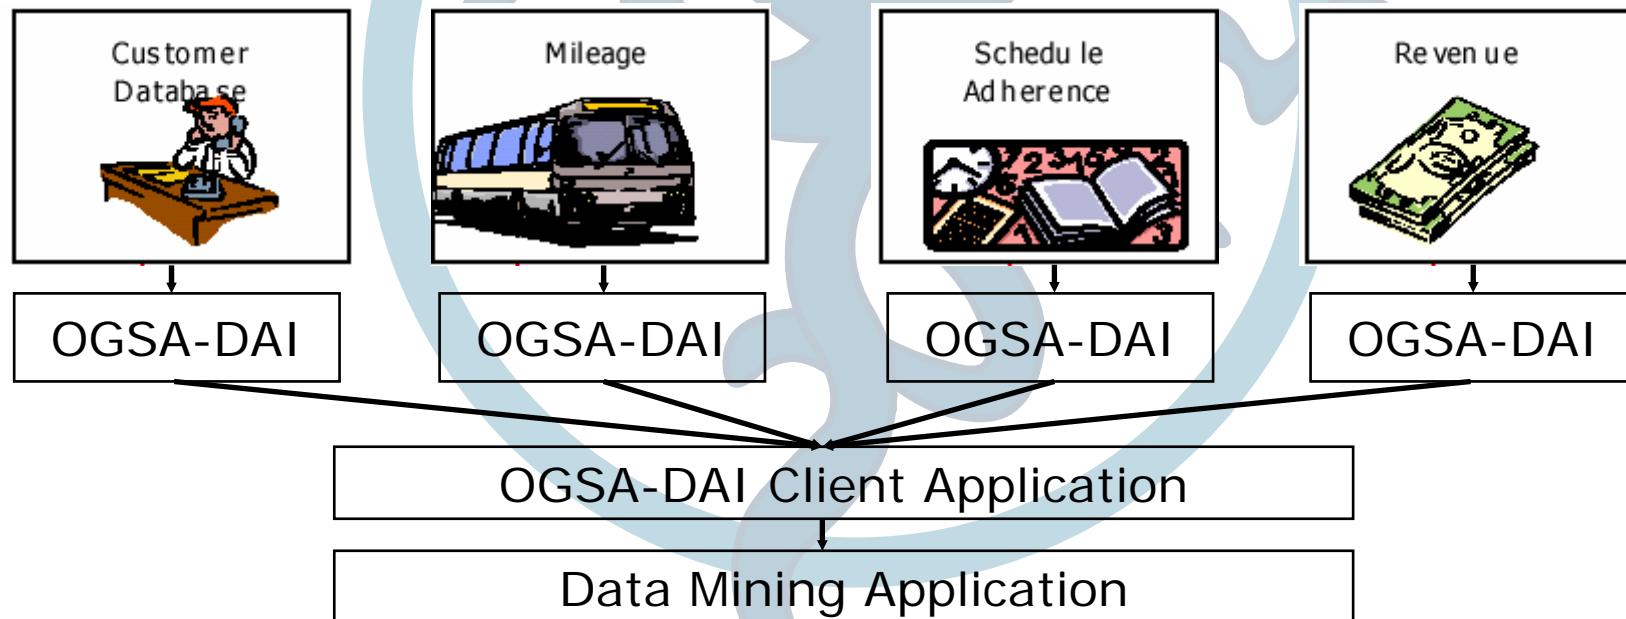 Customer
Database
Mileage
Schedule
Adherence
Revenue
OGSA-DAI
OGSA-DAI
OGSA-DAI
OGSA-DAI
OGSA-DAI Client Application
Data Mining Application